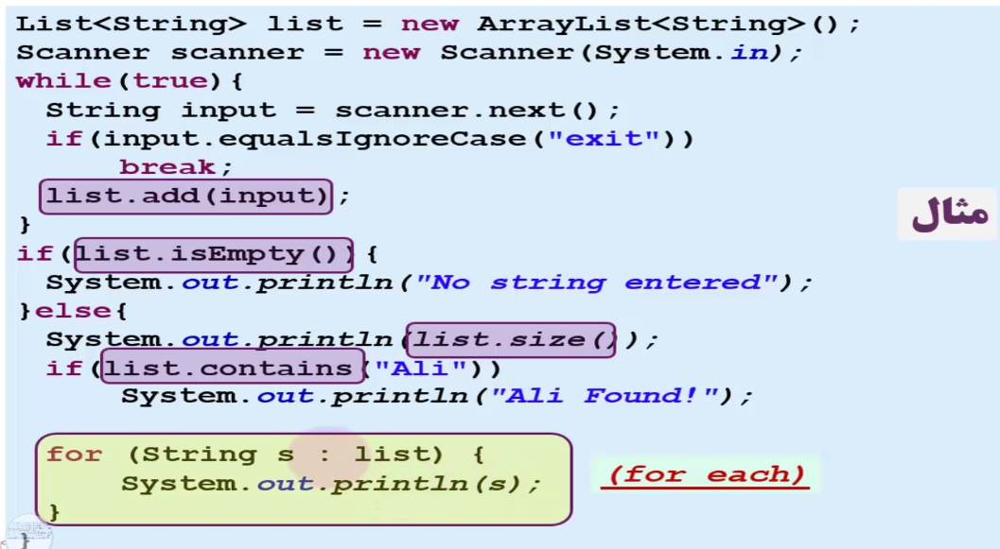 List<String> list = new ArrayList<String>();
Scanner scanner = new Scanner(System.in);
while(true){
String input = scanner.next();
if(input.equalsIgnoreCase("exit"))
break;
list.add(input);
}
if(list.isEmpty()){
System.out.println("No string entered");
}else{
System.out.println(list.size());
if(list.contains("Ali"))
System.out.println("Ali Found!");
for (String s : list) {
System.out.println(s);
}
}
مثال
(for each)